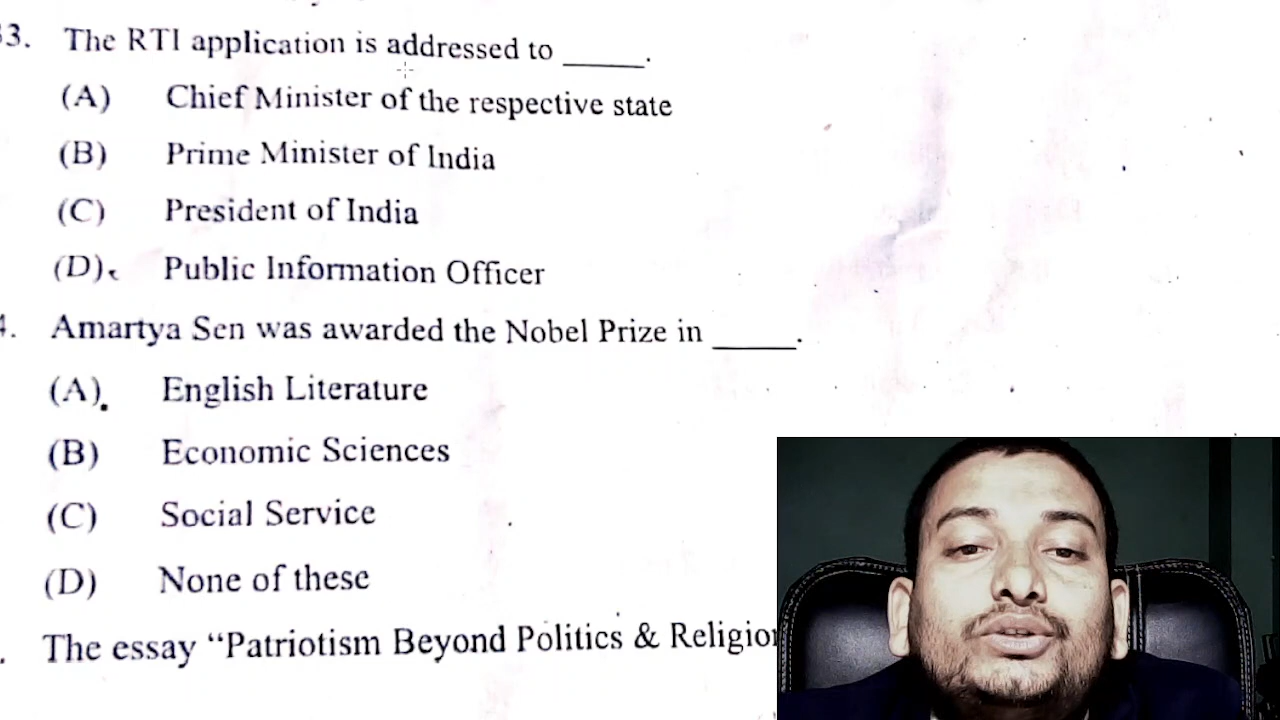 3. The RTI application is addressed to _____.
(A) Chief Minister of the respective state
(B) Prime Minister of India
(C) President of India
(D) Public Information Officer
4. Amartya Sen was awarded the Nobel Prize in _____.
(A) English Literature
(B) Economic Sciences
(C) Social Service
(D) None of these
. The essay “Patriotism Beyond Politics & Religion